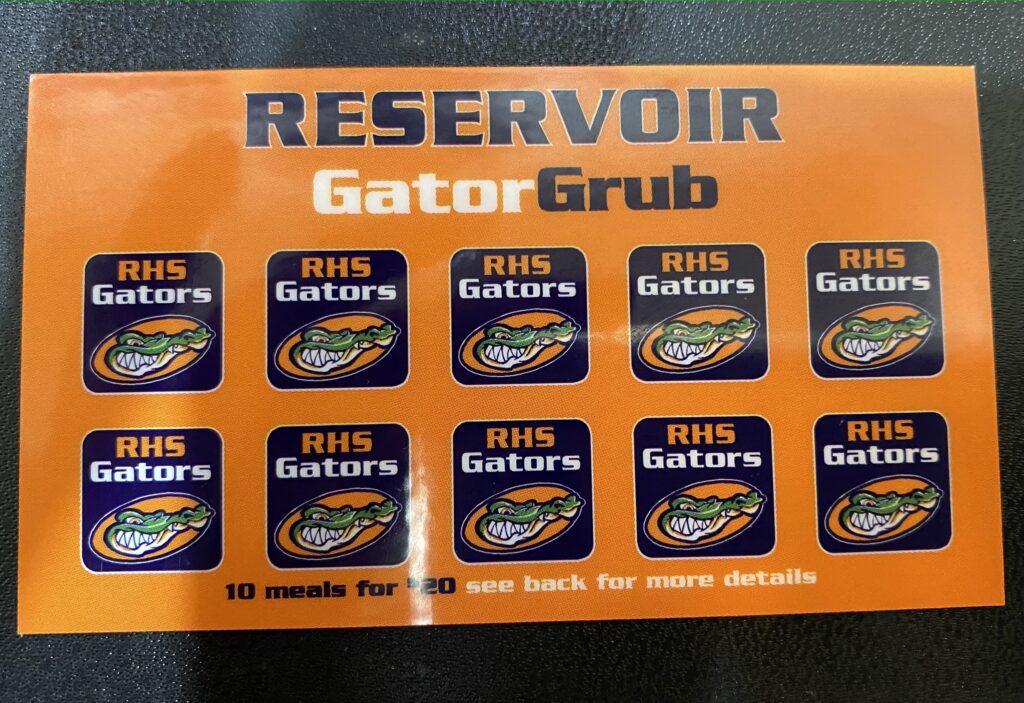 RESERVOIR
GatorGrub
RHS RHS RHS RHS RHS
Gators Gators Gators Gators Gators
RHS RHS RHS RHS RHS
Gators Gators Gators Gators Gators
10 meals for $20 see back for more details